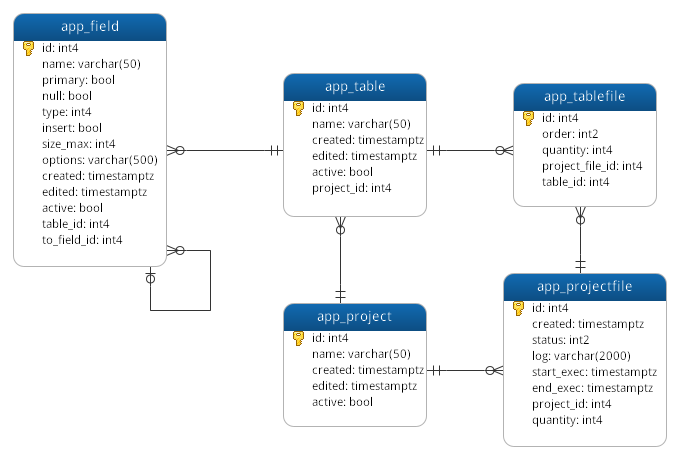 app_field
id: int4
name: varchar(50)
primary: bool
null: bool
type: int4
insert: bool
size_max: int4
options: varchar(500)
created: timestamptz
edited: timestamptz
active: bool
table_id: int4
to_field_id: int4
app_table
id: int4
name: varchar(50)
created: timestamptz
edited: timestamptz
active: bool
project_id: int4
app_tablefile
id: int4
order: int2
quantity: int4
project_file_id: int4
table_id: int4
app_project
id: int4
name: varchar(50)
created: timestamptz
edited: timestamptz
active: bool
app_projectfile
id: int4
created: timestamptz
status: int2
log: varchar(2000)
start_exec: timestamptz
end_exec: timestamptz
project_id: int4
quantity: int4